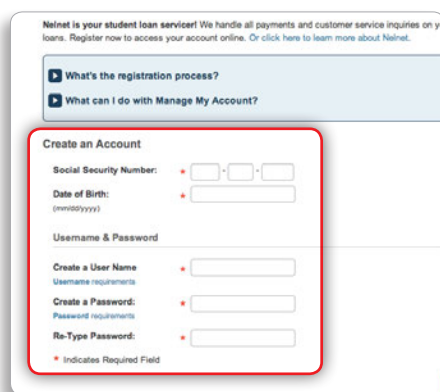 Nelnet is your student loan servicer! We handle all payments and customer service inquiries on y
loans. Register now to access your account online. Or click here to learn more about Nelnet.
What's the registration process?
What can I do with Manage My Account?
Create an Account
Social Security Number: * - -
Date of Birth: *
(mm/dd/yyyy)
Username & Password
Create a User Name *
Username requirements
Create a Password: *
Password requirements
Re-Type Password: *
* Indicates Required Field